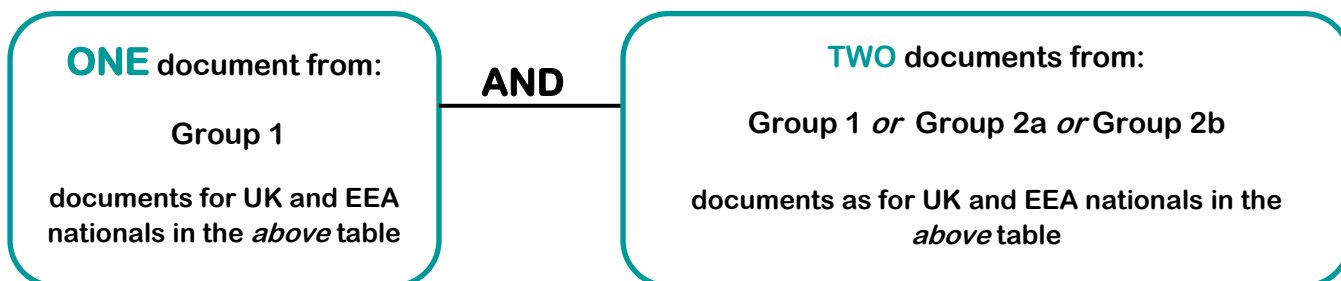 ONE document from:
Group 1
documents for UK and EEA
nationals in the above table
AND
TWO documents from:
Group 1 or Group 2a or Group 2b
documents as for UK and EEA nationals in the
above table